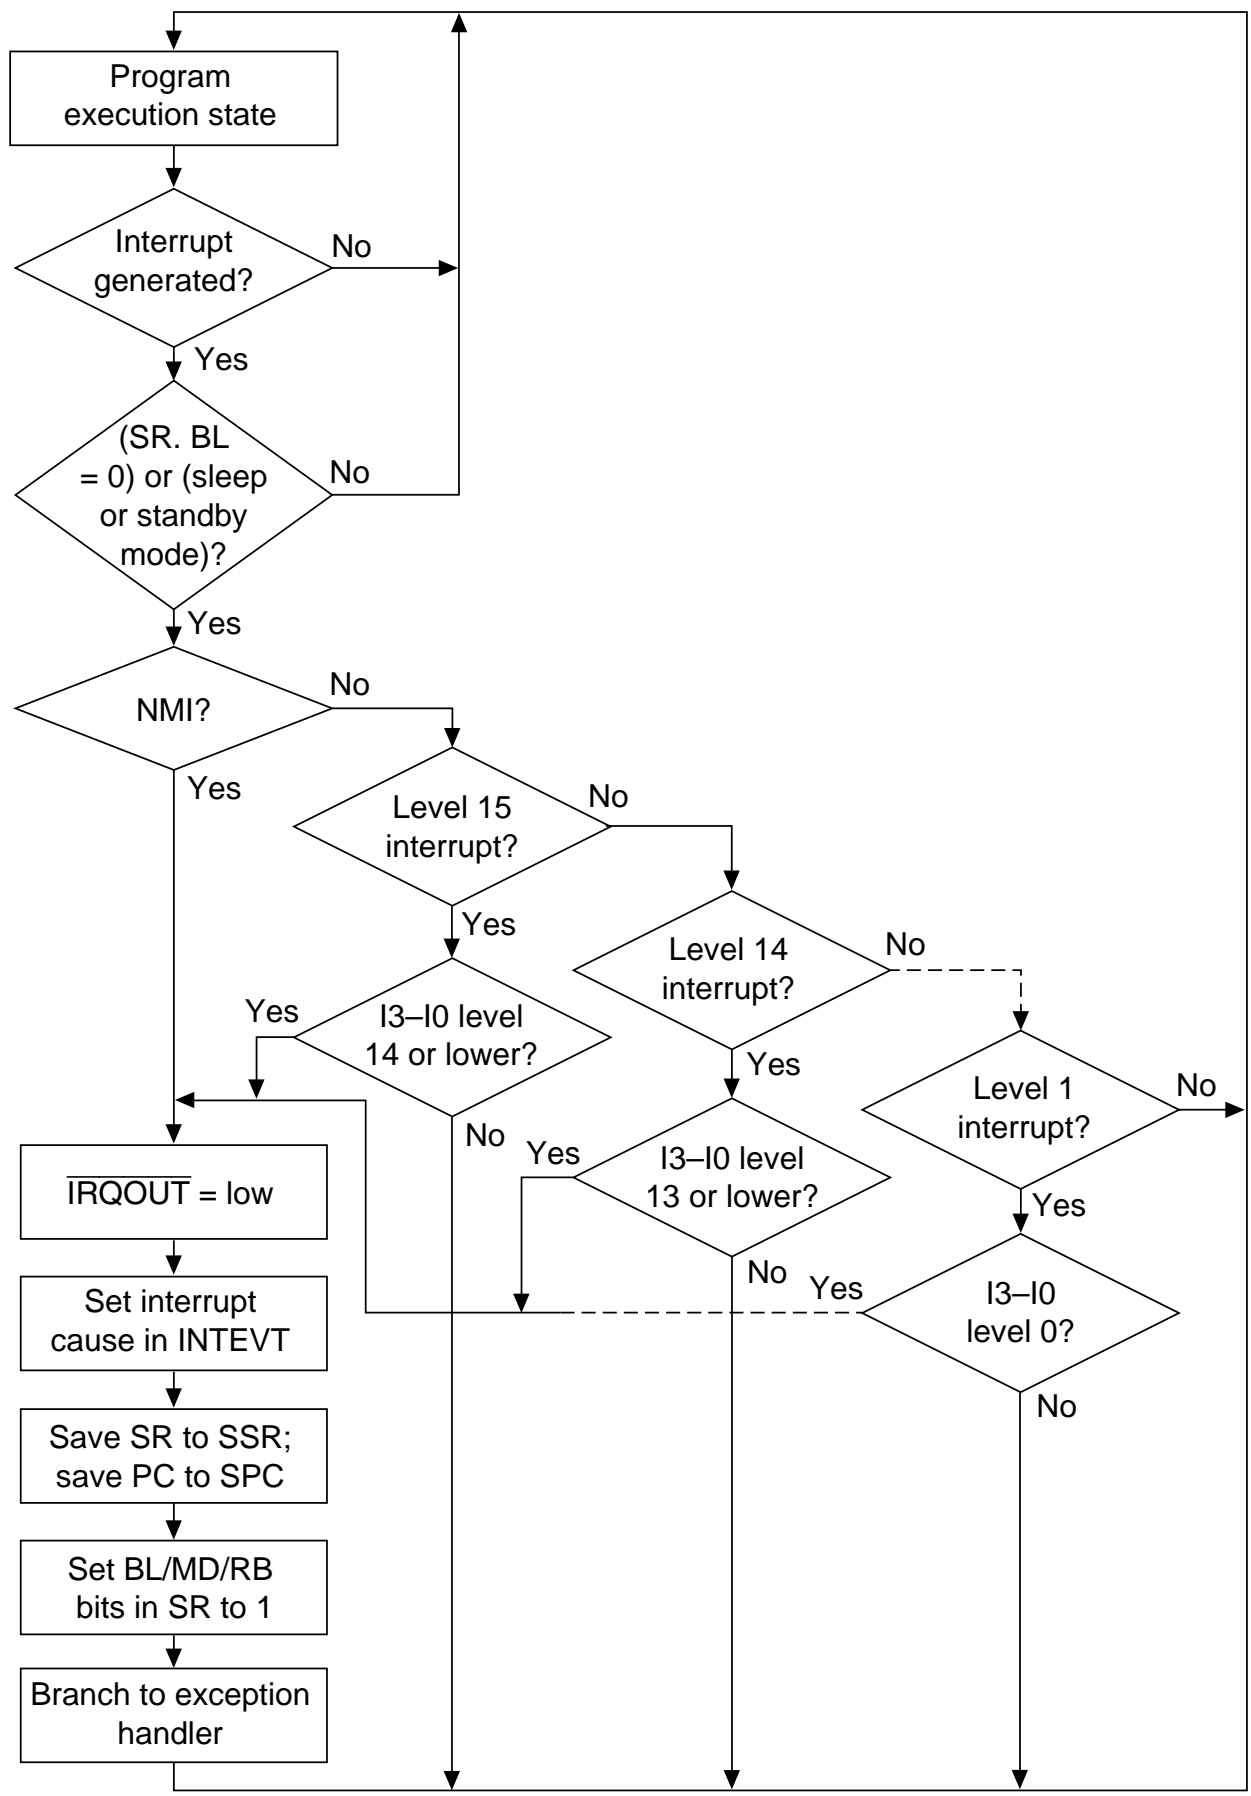 Program
execution state
Interrupt
generated?
No
Yes
(SR. BL
= 0) or (sleep
or standby
mode)?
No
Yes
NMI?
No
Yes
Level 15
interrupt?
No
Yes
Level 14
interrupt?
No
Yes
I3–I0 level
14 or lower?
Yes
No
Level 1
interrupt?
No
Yes
I3–I0 level
13 or lower?
Yes
No
I3–I0
level 0?
Yes
No
IRQOUT = low
Set interrupt
cause in INTEVT
Save SR to SSR;
save PC to SPC
Set BL/MD/RB
bits in SR to 1
Branch to exception
handler